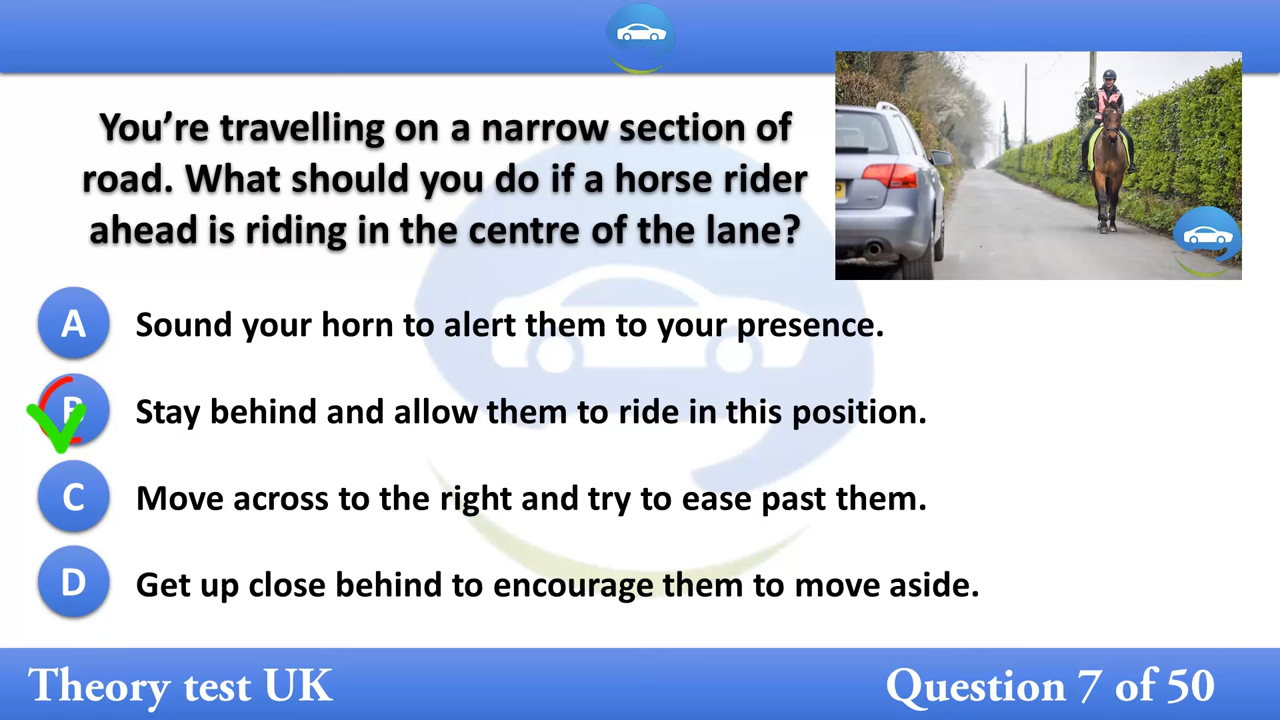 You’re travelling on a narrow section of
road. What should you do if a horse rider
ahead is riding in the centre of the lane?
A Sound your horn to alert them to your presence.
B Stay behind and allow them to ride in this position.
C Move across to the right and try to ease past them.
D Get up close behind to encourage them to move aside.
Theory test UK Question 7 of 50